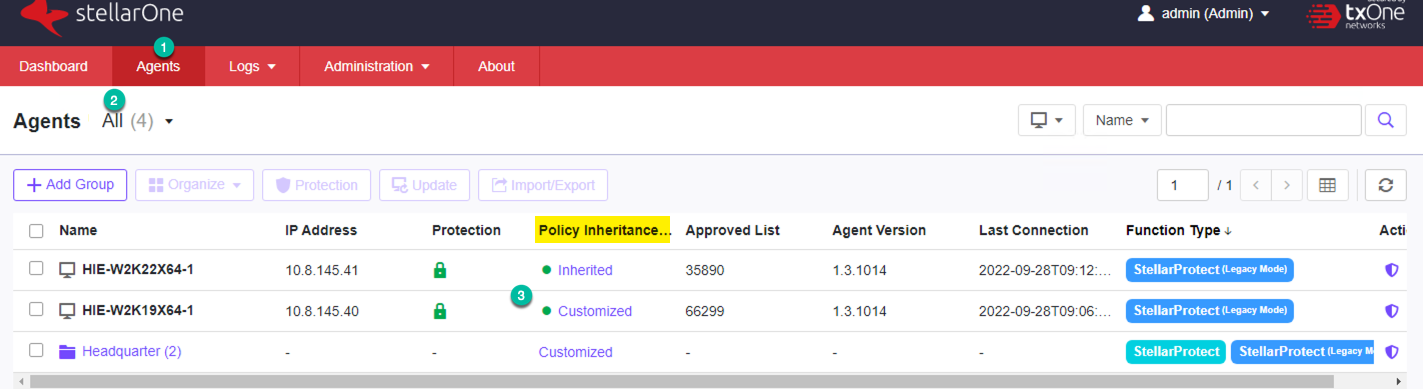 stellarOne
admin (Admin)
txOne
networks
1
Dashboard Agents Logs Administration About
2
Agents All (4)
Name
Add Group Organize Protection Update Import/Export
1 / 1
Name IP Address Protection Policy Inheritance... Approved List Agent Version Last Connection Function Type ↓ Acti
HIE-W2K22X64-1 10.8.145.41 Inherited 35890 1.3.1014 2022-09-28T09:12:... StellarProtect (Legacy Mode)
3
HIE-W2K19X64-1 10.8.145.40 Customized 66299 1.3.1014 2022-09-28T09:06:... StellarProtect (Legacy Mode)
Headquarter (2) - - Customized - - - StellarProtect StellarProtect (Legacy M